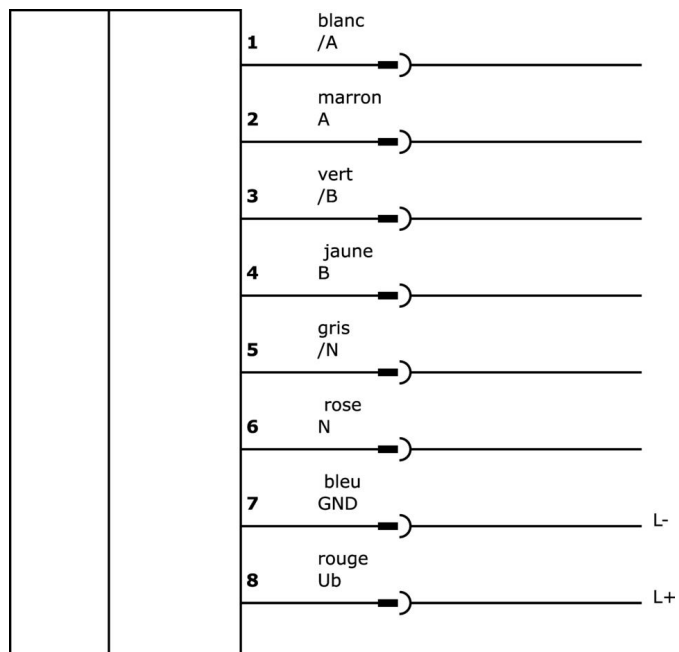 blanc
1 /A
marron
2 A
vert
3 /B
jaune
4 B
gris
5 /N
rose
6 N
bleu
7 GND
L-
rouge
8 Ub
L+